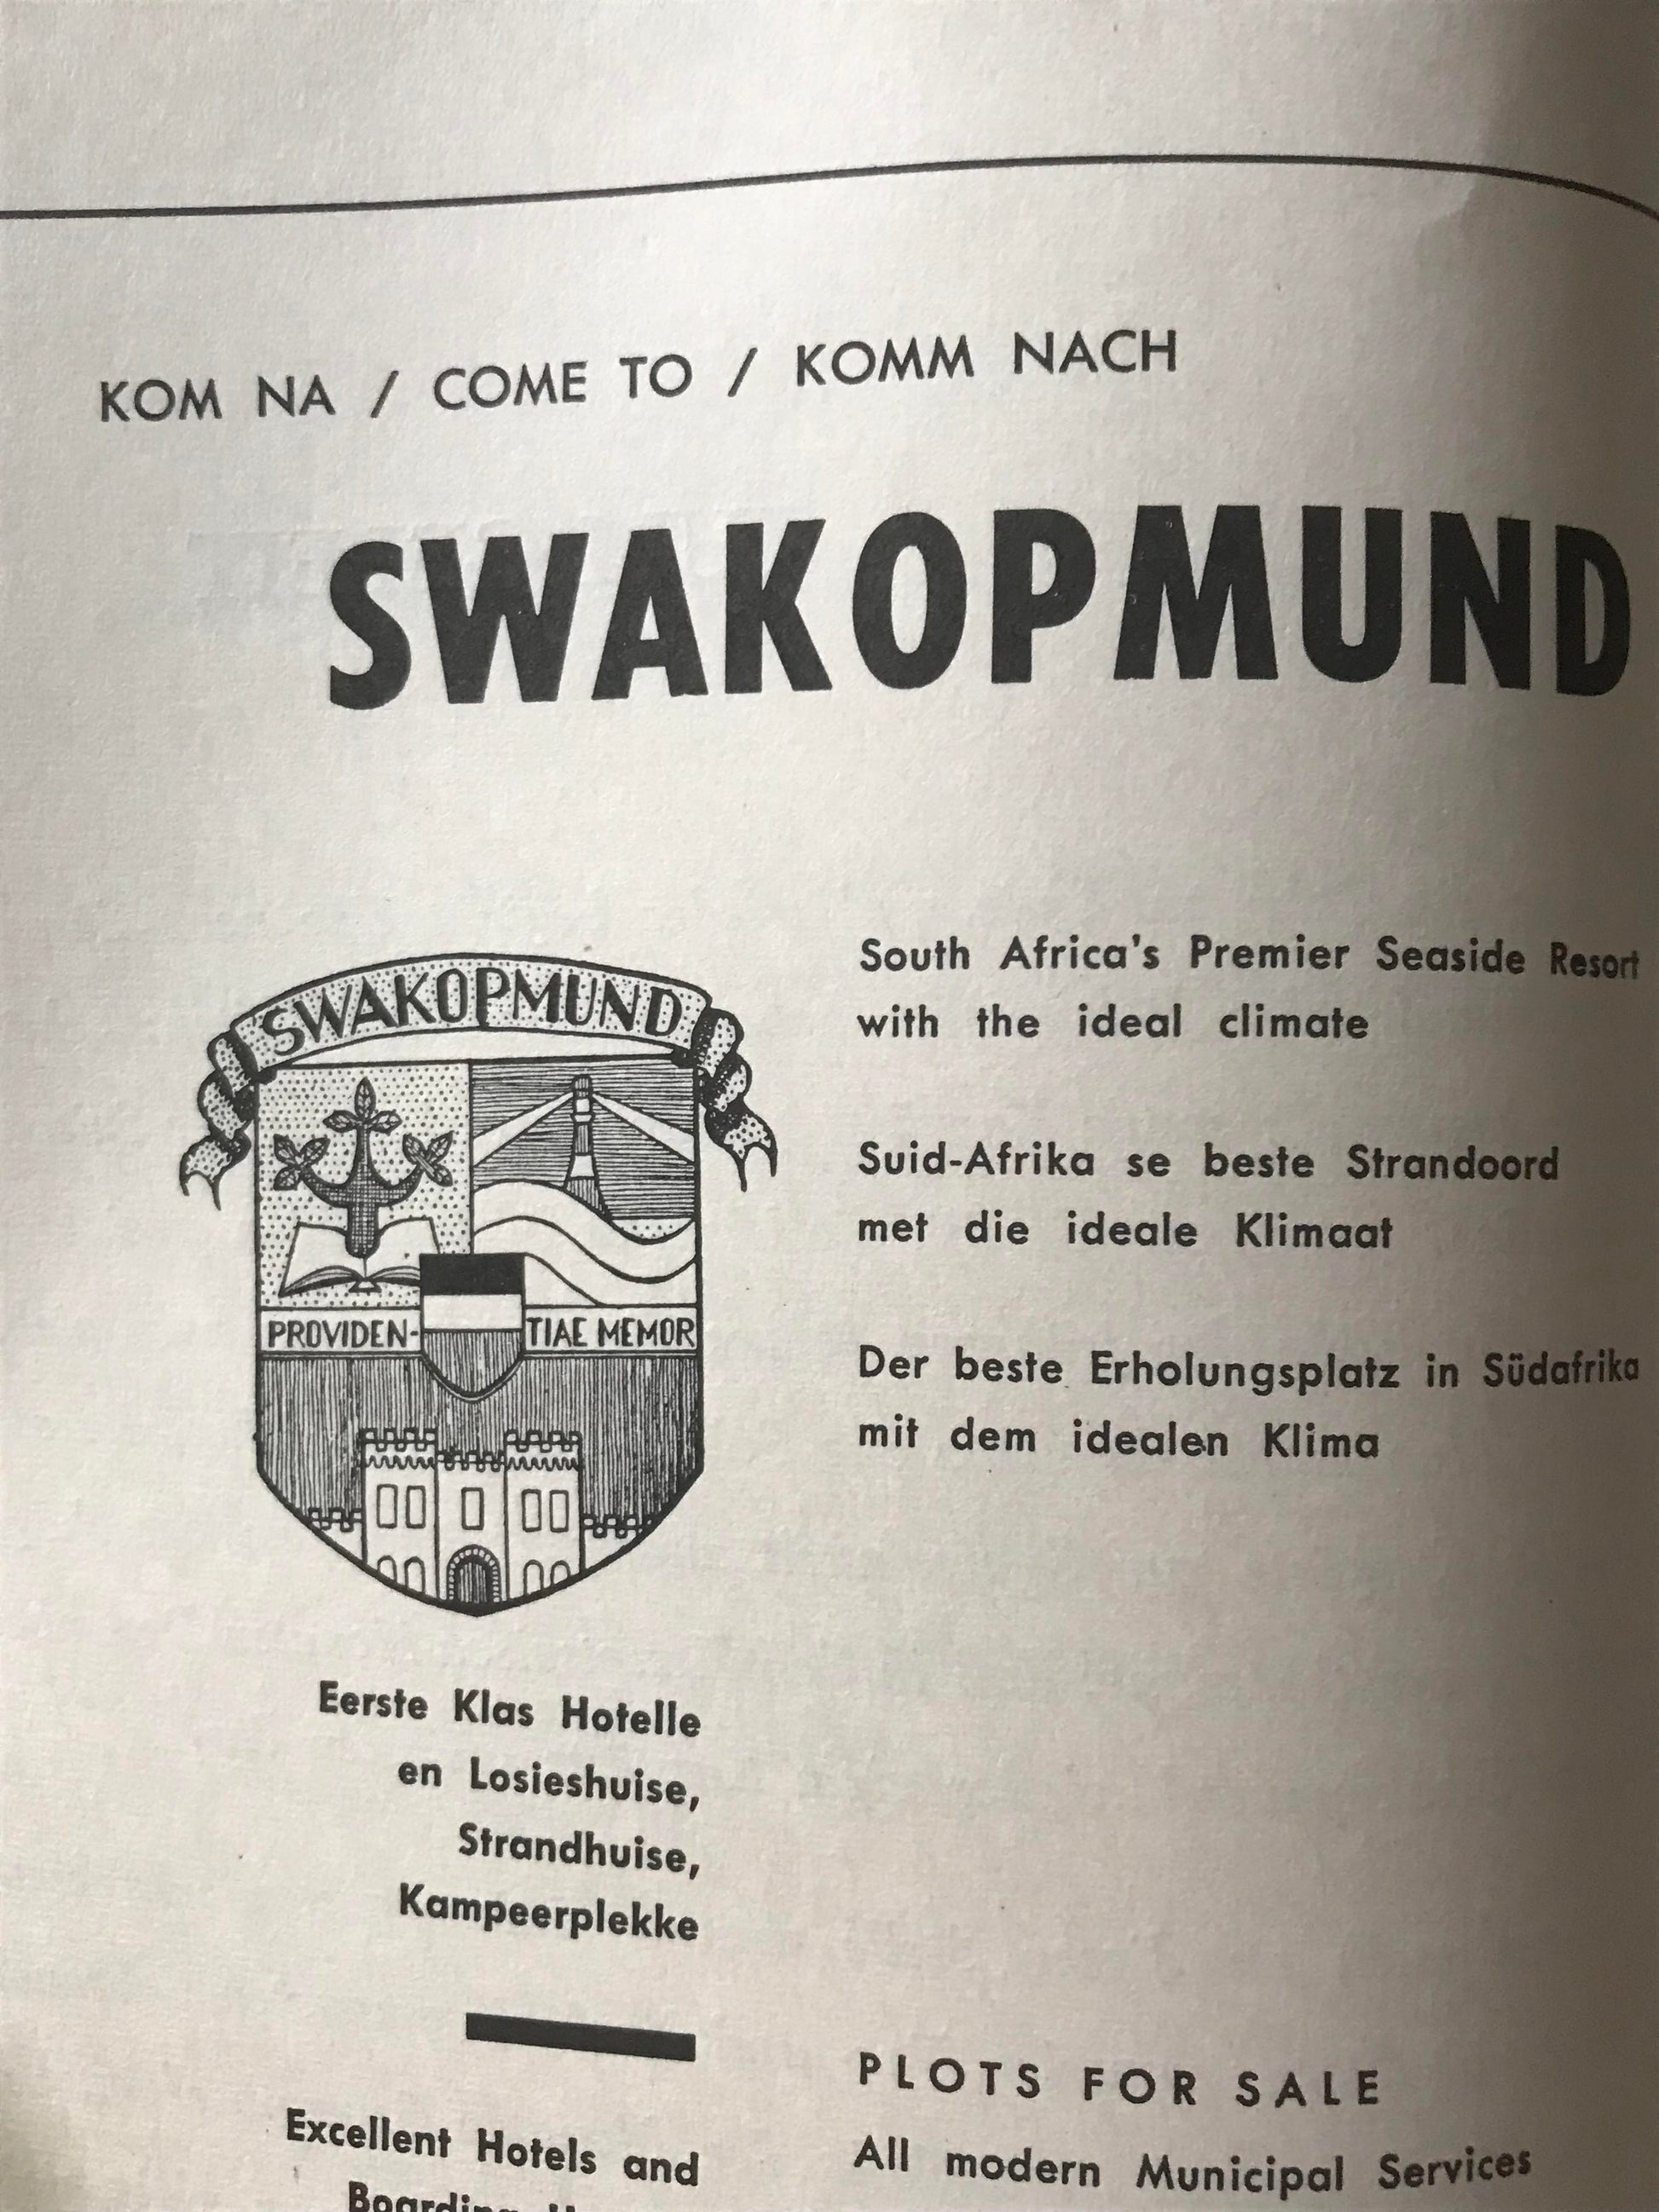 KOM NA / COME TO / KOMM NACH
SWAKOPMUND
SWAKOPMUND
PROVIDEN-TIAE MEMOR
South Africa's Premier Seaside Resort
with the ideal climate
Suid-Afrika se beste Strandoord
met die ideale Klimaat
Der beste Erholungsplatz in Südafrika
mit dem idealen Klima
Eerste Klas Hotelle
en Losieshuise,
Strandhuise,
Kampeerplekke
Excellent Hotels and
Boarding
PLOTS FOR SALE
All modern Municipal Services